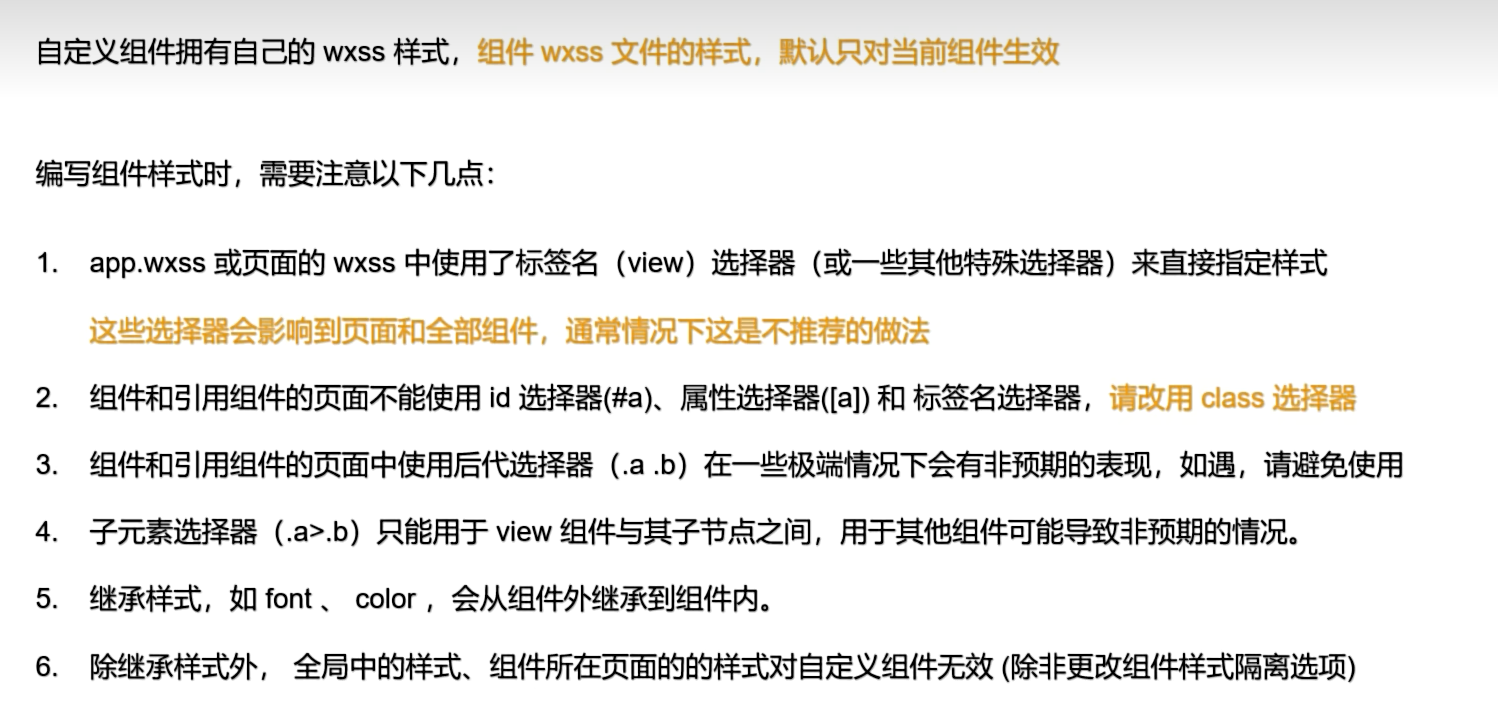 自定义组件拥有自己的 wxss 样式，组件 wxss 文件的样式，默认只对当前组件生效
编写组件样式时，需要注意以下几点：
1. app.wxss 或页面的 wxss 中使用了标签名（view）选择器（或一些其他特殊选择器）来直接指定样式
这些选择器会影响到页面和全部组件，通常情况下这是不推荐的做法
2. 组件和引用组件的页面不能使用 id 选择器(#a)、属性选择器([a]) 和 标签名选择器，请改用 class 选择器
3. 组件和引用组件的页面中使用后代选择器（.a .b）在一些极端情况下会有非预期的表现，如遇，请避免使用
4. 子元素选择器（.a>.b）只能用于 view 组件与其子节点之间，用于其他组件可能导致非预期的情况。
5. 继承样式，如 font 、 color ，会从组件外继承到组件内。
6. 除继承样式外， 全局中的样式、组件所在页面的的样式对自定义组件无效 (除非更改组件样式隔离选项)